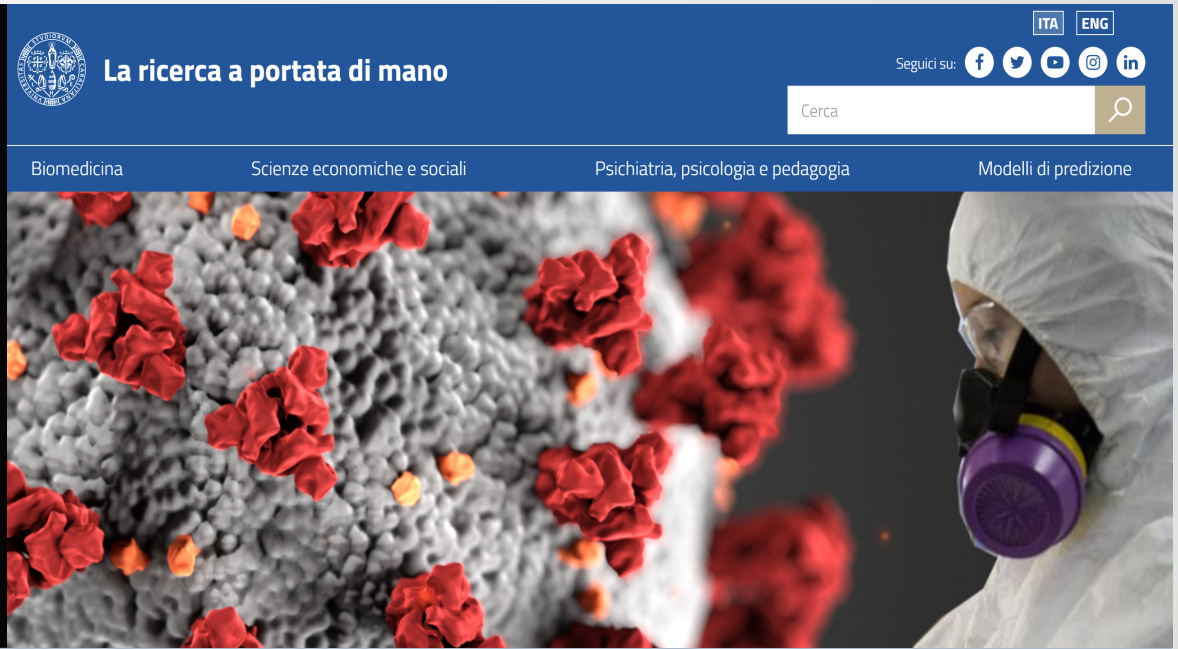 ITA ENG
La ricerca a portata di mano
Seguici su:
Cerca
Biomedicina Scienze economiche e sociali Psichiatria, psicologia e pedagogia Modelli di predizione